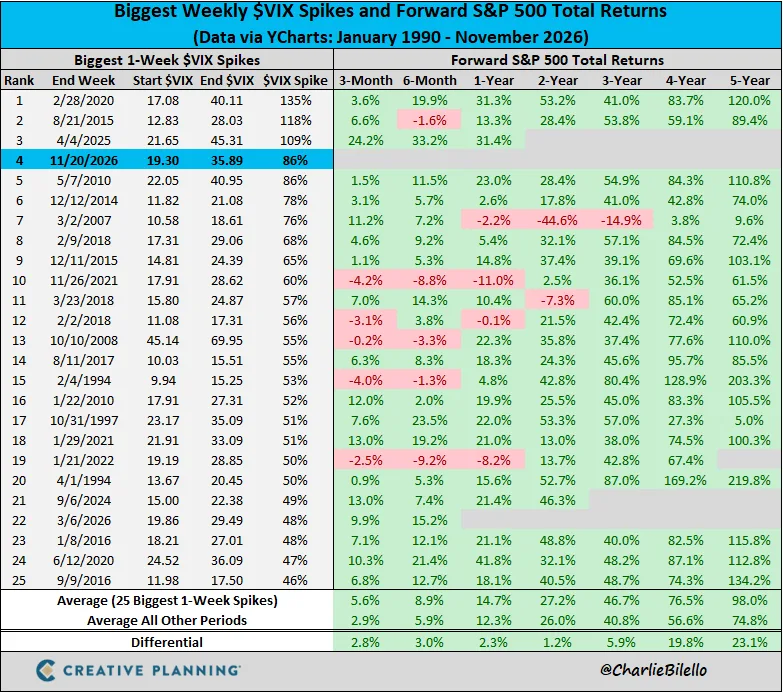 Biggest Weekly $VIX Spikes and Forward S&P 500 Total Returns
(Data via YCharts: January 1990 - November 2026)
Biggest 1-Week $VIX Spikes Forward S&P 500 Total Returns
Rank End Week Start $VIX End $VIX $VIX Spike 3-Month 6-Month 1-Year 2-Year 3-Year 4-Year 5-Year
1 2/28/2020 17.08 40.11 135% 3.6% 19.9% 31.3% 53.2% 41.0% 83.7% 120.0%
2 8/21/2015 12.83 28.03 118% 6.6% -1.6% 13.3% 28.4% 53.8% 59.1% 89.4%
3 4/4/2025 21.65 45.31 109% 24.2% 33.2% 31.4%
4 11/20/2026 19.30 35.89 86%
5 5/7/2010 22.05 40.95 86% 1.5% 11.5% 23.0% 28.4% 54.9% 84.3% 110.8%
6 12/12/2014 11.82 21.08 78% 3.1% 5.7% 2.6% 17.8% 41.0% 42.8% 74.0%
7 3/2/2007 10.58 18.61 76% 11.2% 7.2% -2.2% -44.6% -14.9% 3.8% 9.6%
8 2/9/2018 17.31 29.06 68% 4.6% 9.2% 5.4% 32.1% 57.1% 84.5% 72.4%
9 12/11/2015 14.81 24.39 65% 1.1% 5.3% 14.8% 37.4% 39.1% 69.6% 103.1%
10 11/26/2021 17.91 28.62 60% -4.2% -8.8% -11.0% 2.5% 36.1% 52.5% 61.5%
11 3/23/2018 15.80 24.87 57% 7.0% 14.3% 10.4% -7.3% 60.0% 85.1% 65.2%
12 2/2/2018 11.08 17.31 56% -3.1% 3.8% -0.1% 21.5% 42.4% 72.4% 60.9%
13 10/10/2008 45.14 69.95 55% -0.2% -3.3% 22.3% 35.8% 37.4% 77.6% 110.0%
14 8/11/2017 10.03 15.51 55% 6.3% 8.3% 18.3% 24.3% 45.6% 95.7% 85.5%
15 2/4/1994 9.94 15.25 53% -4.0% -1.3% 4.8% 42.8% 80.4% 128.9% 203.3%
16 1/22/2010 17.91 27.31 52% 12.0% 2.0% 19.9% 25.5% 45.0% 83.3% 105.5%
17 10/31/1997 23.17 35.09 51% 7.6% 23.5% 22.0% 53.3% 57.0% 27.3% 5.0%
18 1/29/2021 21.91 33.09 51% 13.0% 19.2% 21.0% 13.0% 38.0% 74.5% 100.3%
19 1/21/2022 19.19 28.85 50% -2.5% -9.2% -8.2% 13.7% 42.8% 67.4%
20 4/1/1994 13.67 20.45 50% 0.9% 5.3% 15.6% 52.7% 87.0% 169.2% 219.8%
21 9/6/2024 15.00 22.38 49% 13.0% 7.4% 21.4% 46.3%
22 3/6/2026 19.86 29.49 48% 9.9% 15.2%
23 1/8/2016 18.21 27.01 48% 7.1% 12.1% 21.1% 48.8% 40.0% 82.5% 115.8%
24 6/12/2020 24.52 36.09 47% 10.3% 21.4% 41.8% 32.1% 48.2% 87.1% 112.8%
25 9/9/2016 11.98 17.50 46% 6.8% 12.7% 18.1% 40.5% 48.7% 74.3% 134.2%
Average (25 Biggest 1-Week Spikes) 5.6% 8.9% 14.7% 27.2% 46.7% 76.5% 98.0%
Average All Other Periods 2.9% 5.9% 12.3% 26.0% 40.8% 56.6% 74.8%
Differential 2.8% 3.0% 2.3% 1.2% 5.9% 19.8% 23.1%
CREATIVE PLANNING @CharlieBilello